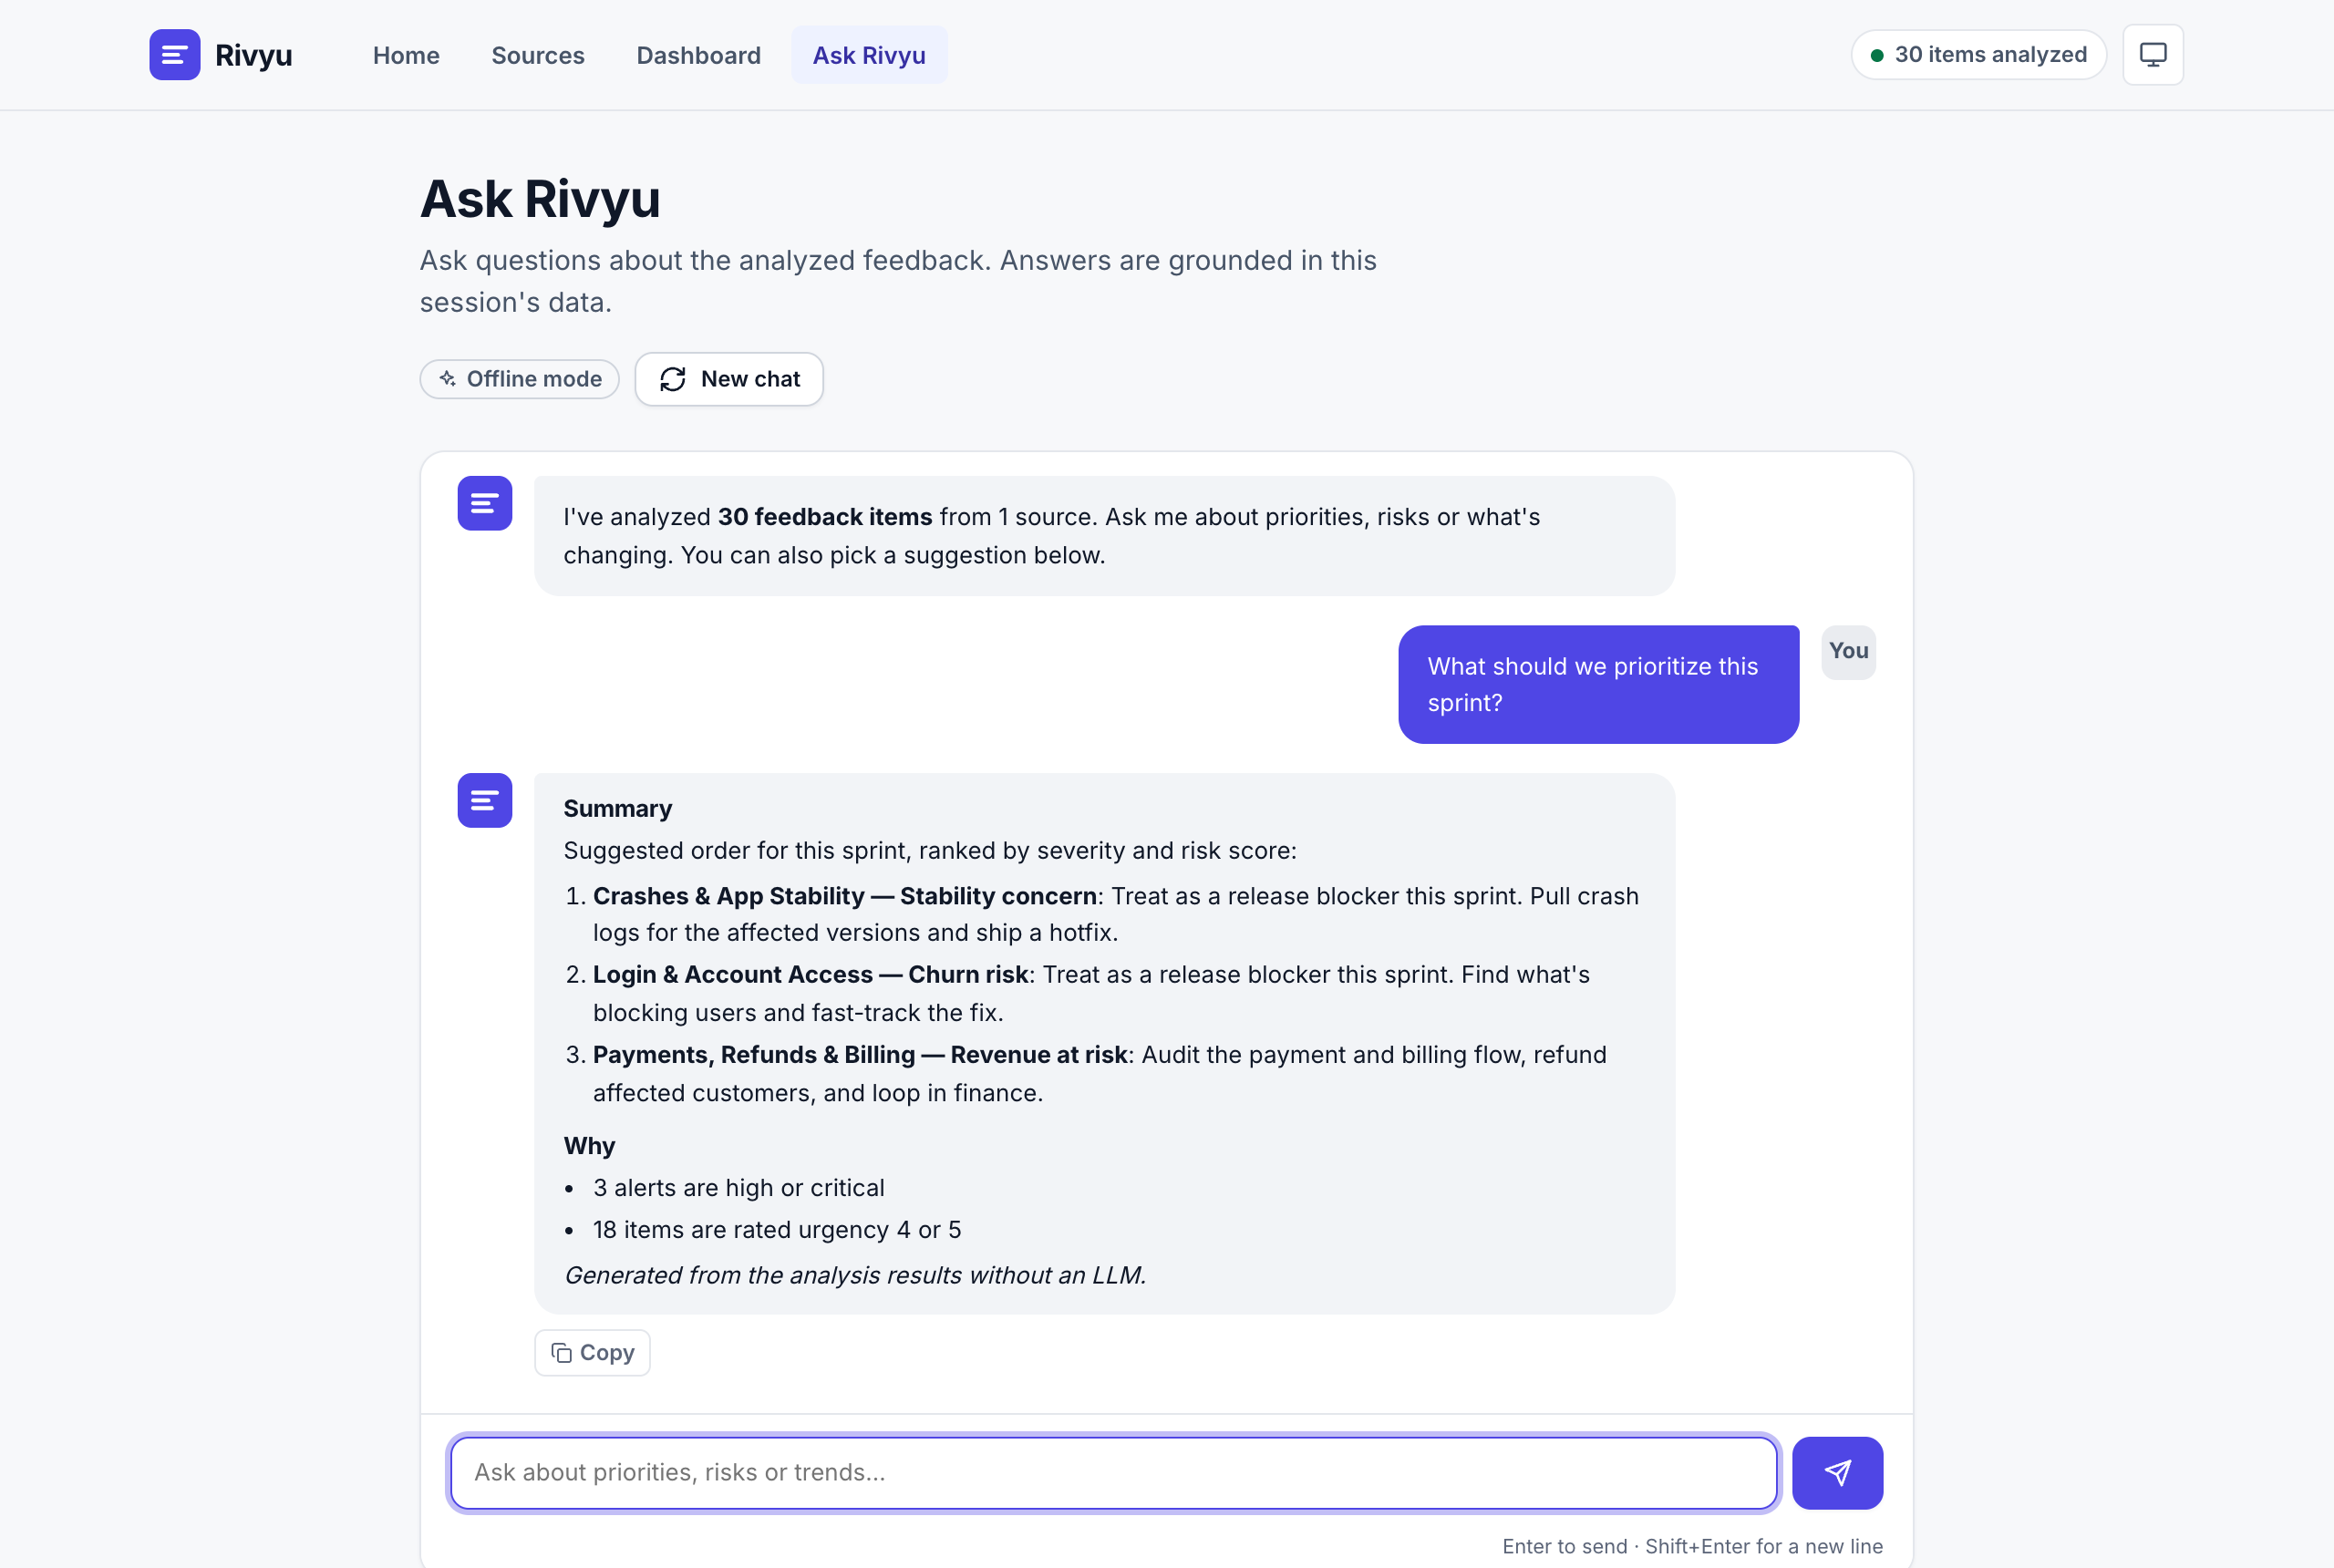 Rivyu
Home
Sources
Dashboard
Ask Rivyu
30 items analyzed
Ask Rivyu
Ask questions about the analyzed feedback. Answers are grounded in this
session's data.
Offline mode
New chat
I've analyzed 30 feedback items from 1 source. Ask me about priorities, risks or what's
changing. You can also pick a suggestion below.
What should we prioritize this
sprint?
You
Summary
Suggested order for this sprint, ranked by severity and risk score:
1. Crashes & App Stability — Stability concern: Treat as a release blocker this sprint. Pull crash
logs for the affected versions and ship a hotfix.
2. Login & Account Access — Churn risk: Treat as a release blocker this sprint. Find what's
blocking users and fast-track the fix.
3. Payments, Refunds & Billing — Revenue at risk: Audit the payment and billing flow, refund
affected customers, and loop in finance.
Why
• 3 alerts are high or critical
• 18 items are rated urgency 4 or 5
Generated from the analysis results without an LLM.
Copy
Ask about priorities, risks or trends...
Enter to send · Shift+Enter for a new line